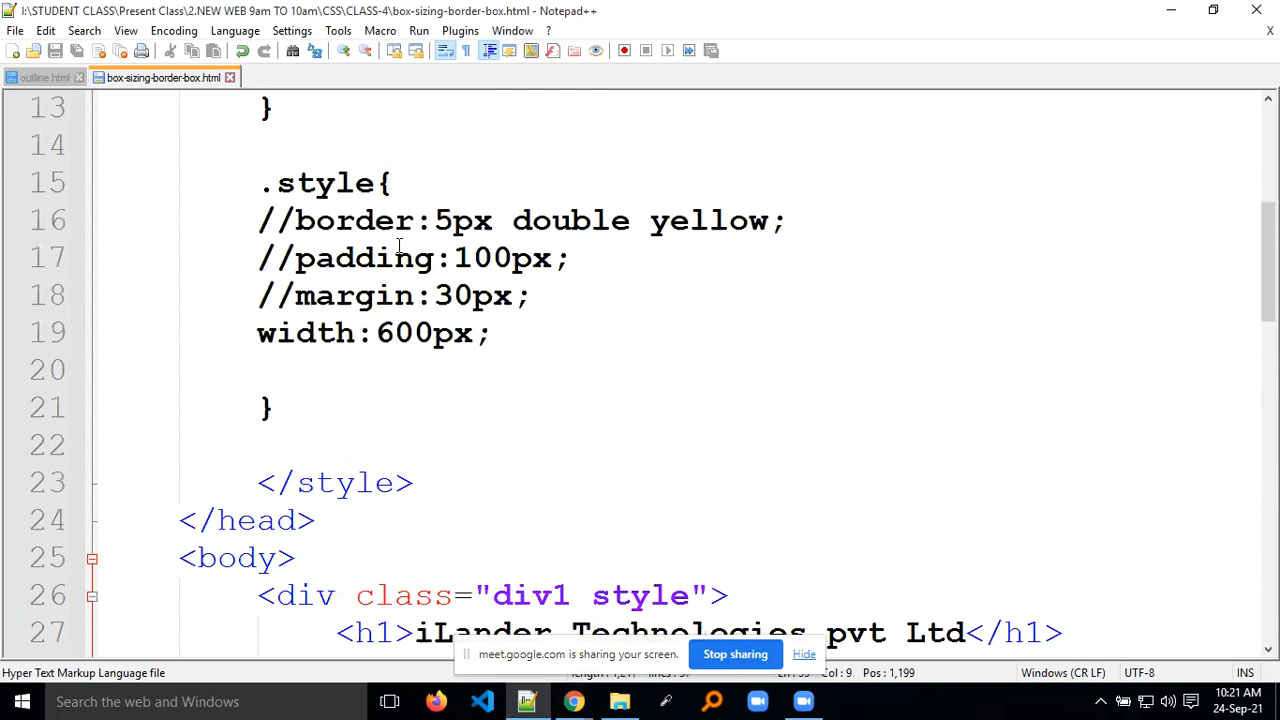 I:\STUDENT CLASS\Present Class\2.NEW WEB 9am TO 10am\CSS\CLASS-4\box-sizing-border-box.html - Notepad++
File Edit Search View Encoding Language Settings Tools Macro Run Plugins Window ? X
outline.html box-sizing-border-box.html
13 }
14
15 .style{
16 //border:5px double yellow;
17 //padding:100px;
18 //margin:30px;
19 width:600px;
20
21 }
22
23 </style>
24 </head>
25 <body>
26 <div class="div1 style">
27 <h1>iLander Technologies pvt Ltd</h1>
meet.google.com is sharing your screen. Stop sharing Hide
Hyper Text Markup Language file Col : 9 Pos : 1,199 Windows (CR LF) UTF-8 INS
Search the web and Windows
10:21 AM
24-Sep-21